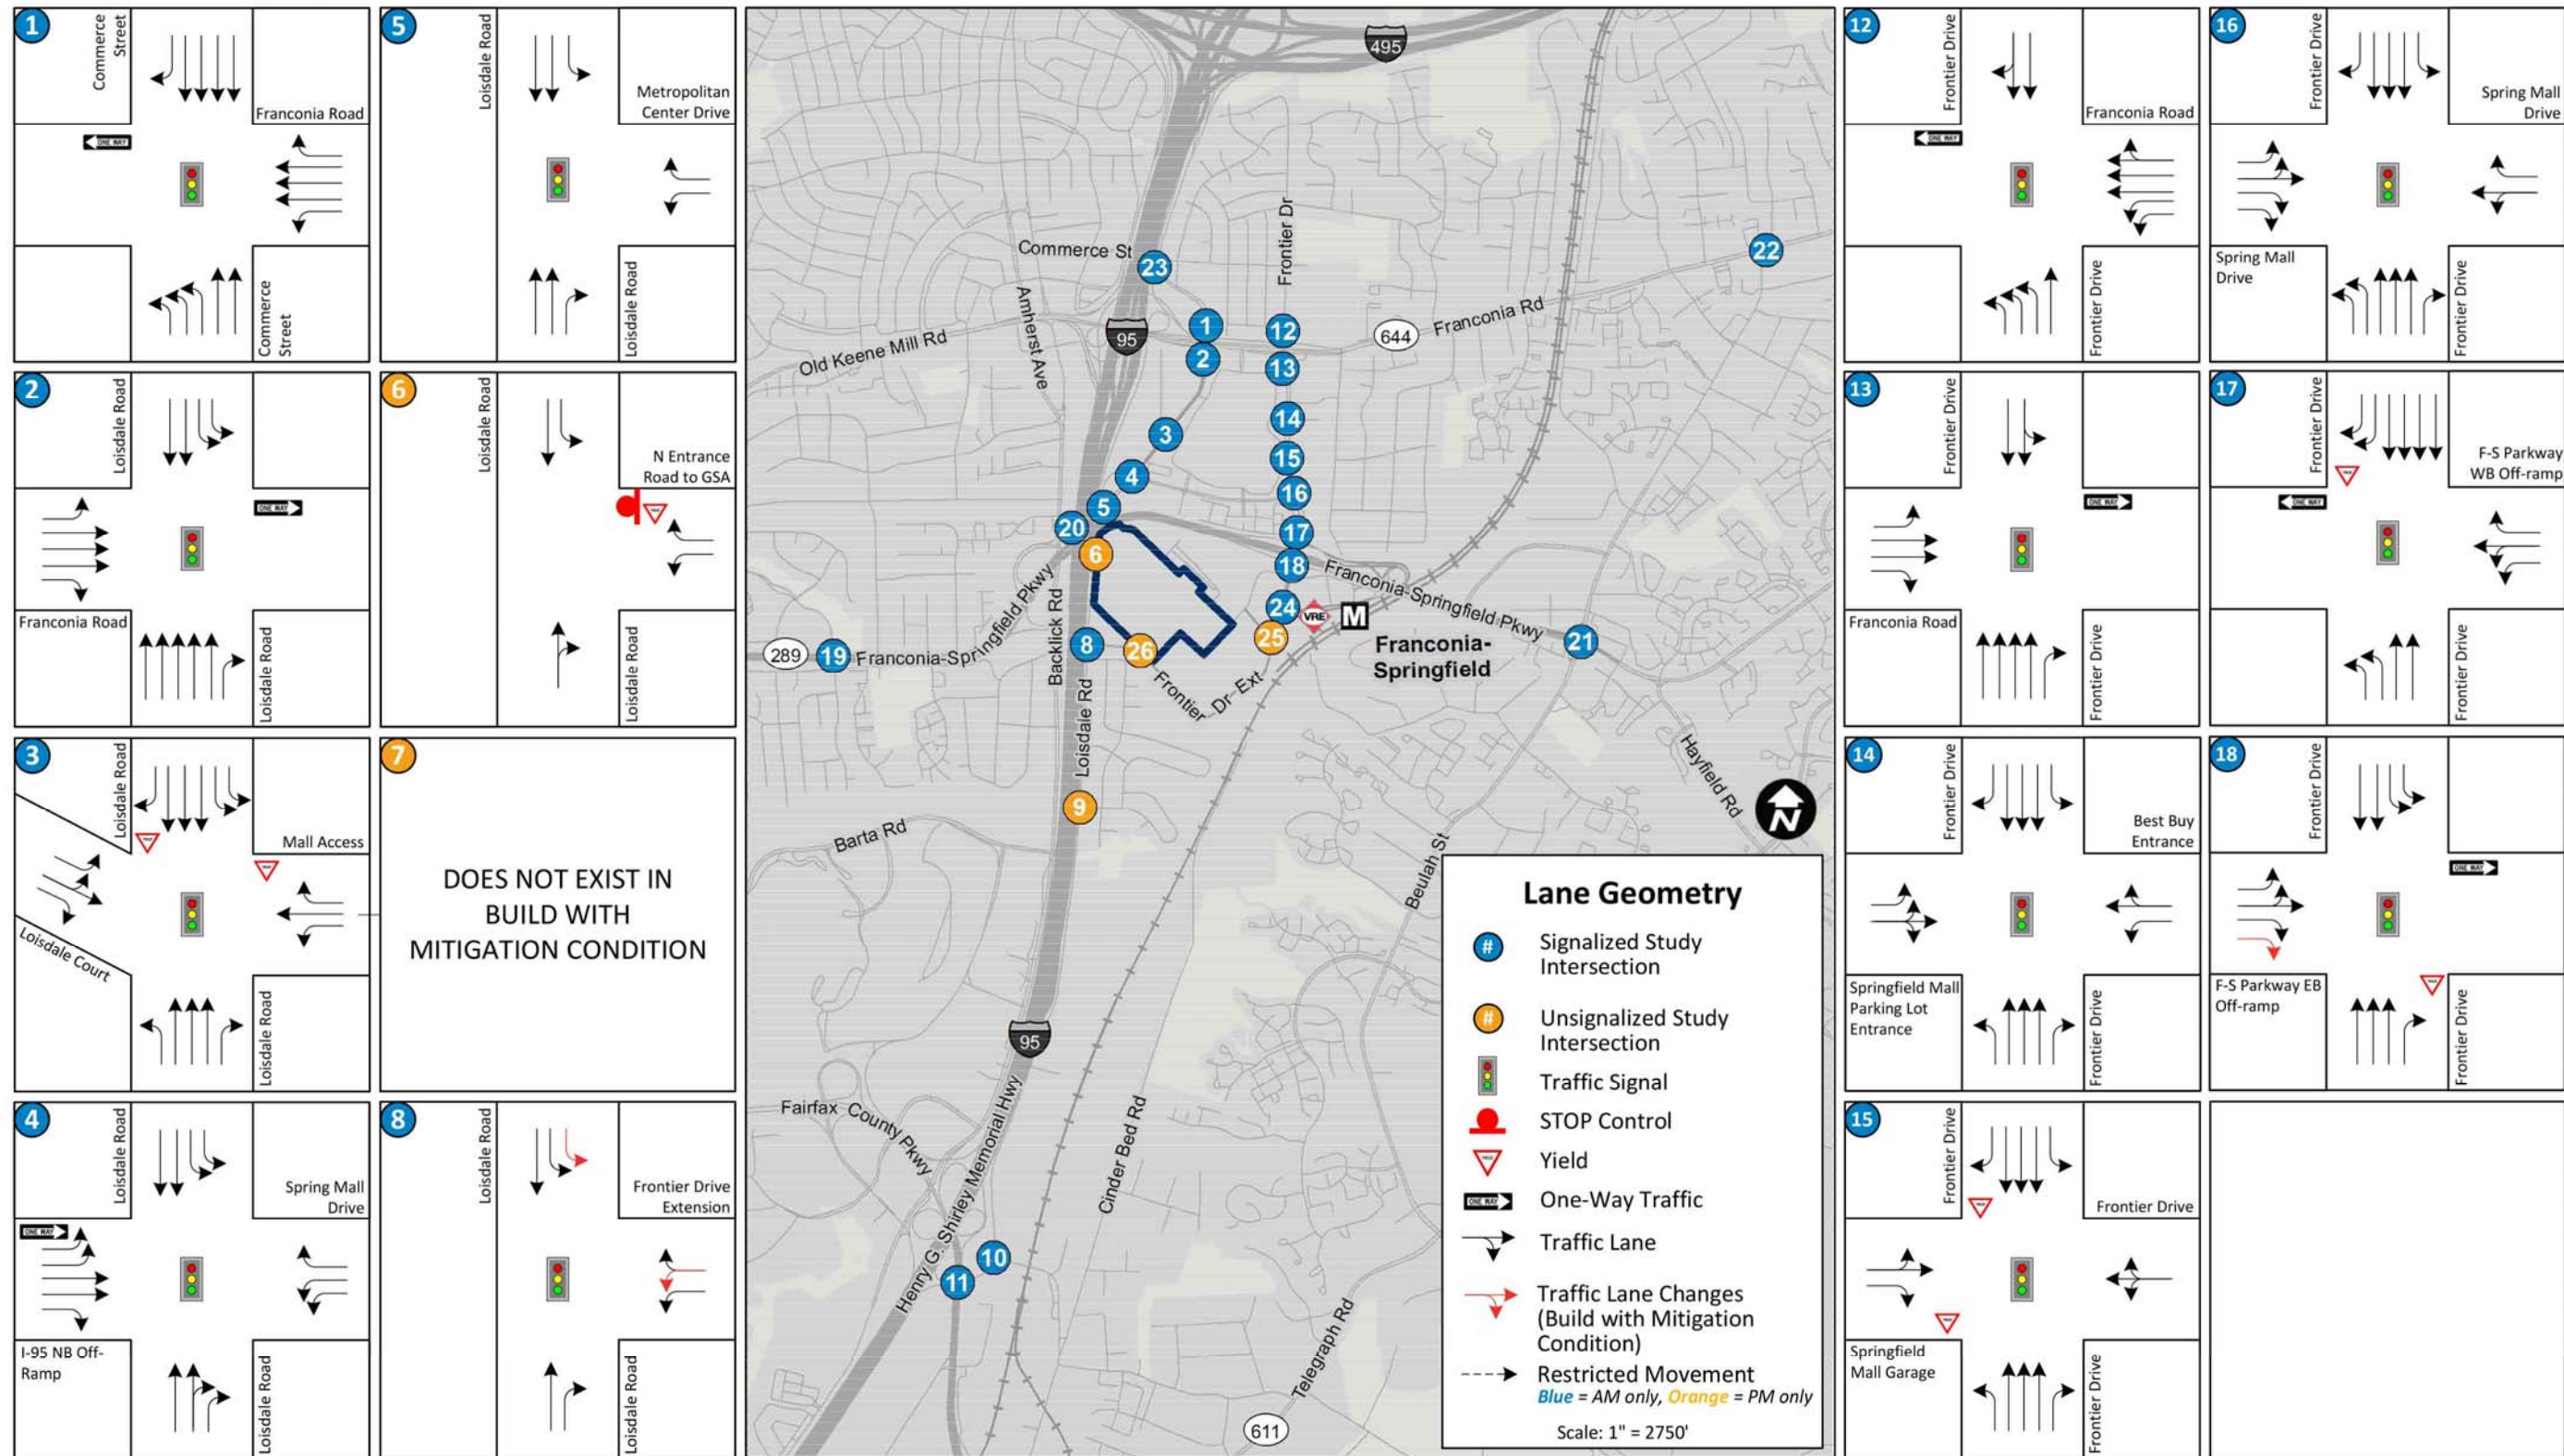 1
Commerce
Street
Franconia Road
ONE WAY
Commerce
Street
5
Loisdale Road
Metropolitan
Center Drive
Loisdale Road
2
Loisdale Road
ONE WAY
Franconia Road
Loisdale Road
6
Loisdale Road
N Entrance
Road to GSA
Loisdale Road
3
Loisdale Road
Mall Access
Loisdale Court
Loisdale Road
7
DOES NOT EXIST IN
BUILD WITH
MITIGATION CONDITION
4
Loisdale Road
Spring Mall
Drive
ONE WAY
I-95 NB Off-
Ramp
Loisdale Road
8
Loisdale Road
Frontier Drive
Extension
Loisdale Road
495
Commerce St
23
Frontier Dr
22
Amherst Ave
95
1
12
644
Franconia Rd
Old Keene Mill Rd
2
13
14
3
15
4
16
5
20
17
6
18
Franconia-Springfield Pkwy
24
VRE
M
25
Franconia-
Springfield
21
289
19
Franconia-Springfield Pkwy
Backlick Rd
8
26
Frontier Dr Ext
Loisdale Rd
9
Barta Rd
Hayfield Rd
N
Beulah St
95
Fairfax County Pkwy
Henry G. Shirley Memorial Hwy
Cinder Bed Rd
10
11
Telegraph Rd
611
Lane Geometry
# Signalized Study
Intersection
# Unsignalized Study
Intersection
Traffic Signal
STOP Control
Yield
ONE WAY One-Way Traffic
Traffic Lane
Traffic Lane Changes
(Build with Mitigation
Condition)
Restricted Movement
Blue = AM only, Orange = PM only
Scale: 1" = 2750'
12
Frontier Drive
Franconia Road
ONE WAY
Frontier Drive
16
Frontier Drive
Spring Mall
Drive
Spring Mall
Drive
Frontier Drive
13
Frontier Drive
ONE WAY
Franconia Road
Frontier Drive
17
Frontier Drive
F-S Parkway
WB Off-ramp
ONE WAY
Frontier Drive
14
Frontier Drive
Best Buy
Entrance
Springfield Mall
Parking Lot
Entrance
Frontier Drive
18
Frontier Drive
ONE WAY
F-S Parkway EB
Off-ramp
Frontier Drive
15
Frontier Drive
Frontier Drive
Springfield
Mall Garage
Frontier Drive